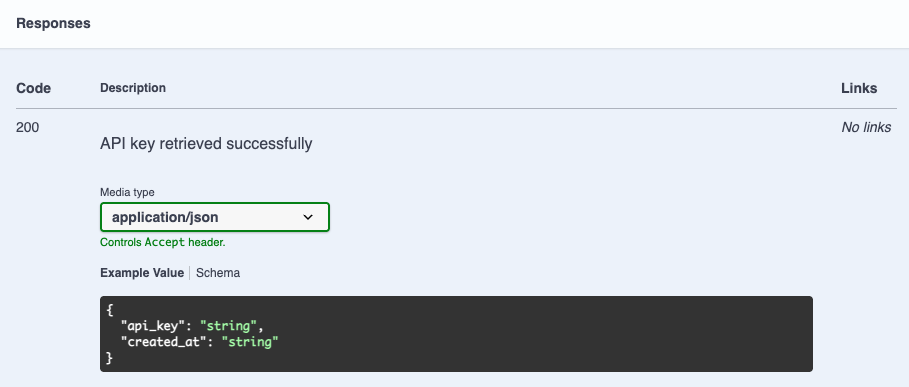 Responses
Code Description Links
200 No links
API key retrieved successfully
Media type
application/json
Controls Accept header.
Example Value Schema
{
  "api_key": "string",
  "created_at": "string"
}